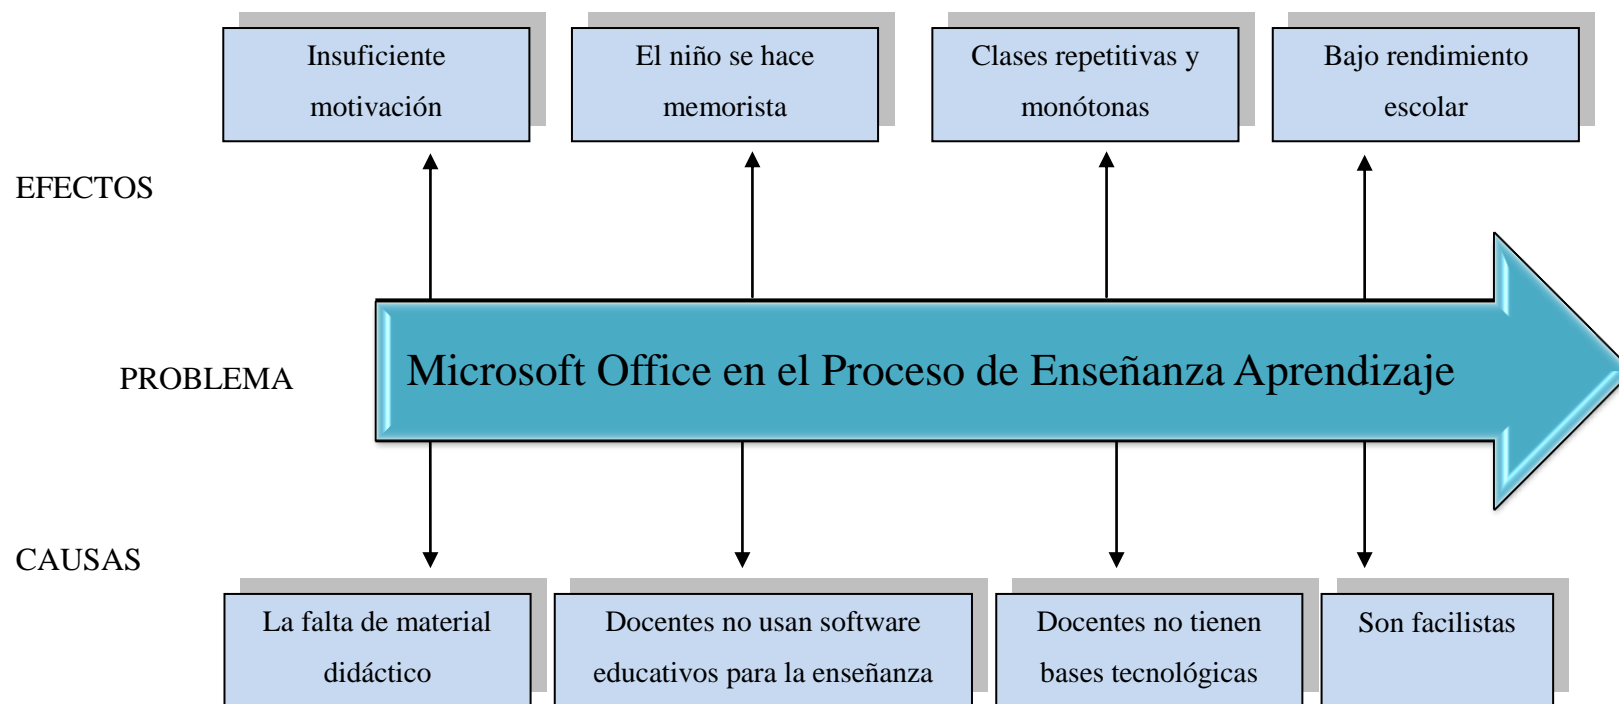 Insuficiente
motivación
El niño se hace
memorista
Clases repetitivas y
monótonas
Bajo rendimiento
escolar
EFECTOS
Microsoft Office en el Proceso de Enseñanza Aprendizaje
PROBLEMA
CAUSAS
La falta de material
didáctico
Docentes no usan software
educativos para la enseñanza
Docentes no tienen
bases tecnológicas
Son facilistas